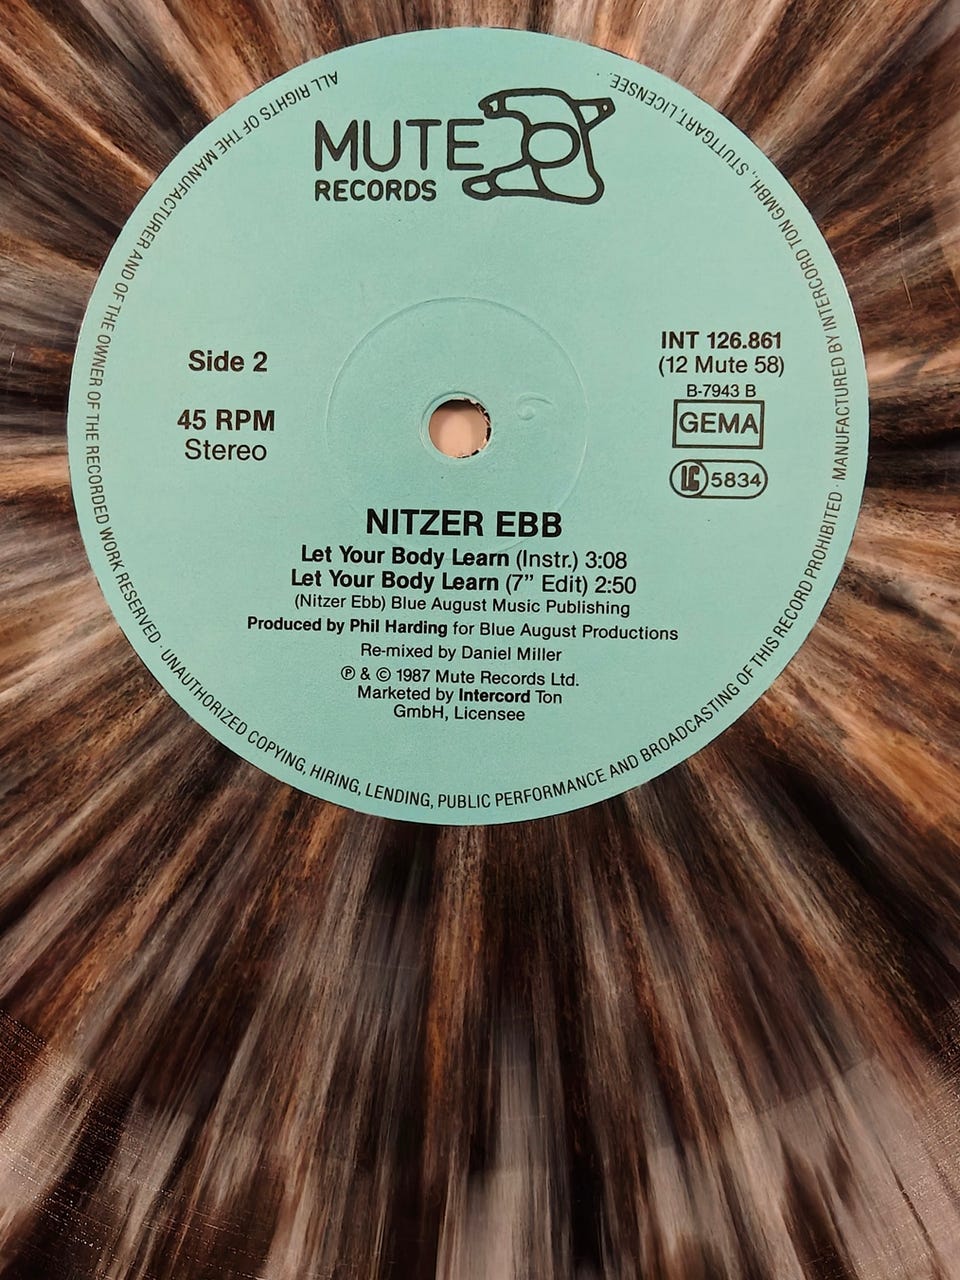 MUTE
RECORDS
Side 2
45 RPM
Stereo
INT 126.861
(12 Mute 58)
B-7943 B
GEMA
LC 5834
NITZER EBB
Let Your Body Learn (Instr.) 3:08
Let Your Body Learn (7” Edit) 2:50
(Nitzer Ebb) Blue August Music Publishing
Produced by Phil Harding for Blue August Productions
Re-mixed by Daniel Miller
℗ & © 1987 Mute Records Ltd.
Marketed by Intercord Ton
GmbH, Licensee
ALL RIGHTS OF THE MANUFACTURER AND OF THE OWNER OF THE RECORDED WORK RESERVED · UNAUTHORIZED COPYING, HIRING, LENDING, PUBLIC PERFORMANCE AND BROADCASTING OF THIS RECORD PROHIBITED · MANUFACTURED BY INTERCORD TON GMBH, STUTTGART, LICENSEE.